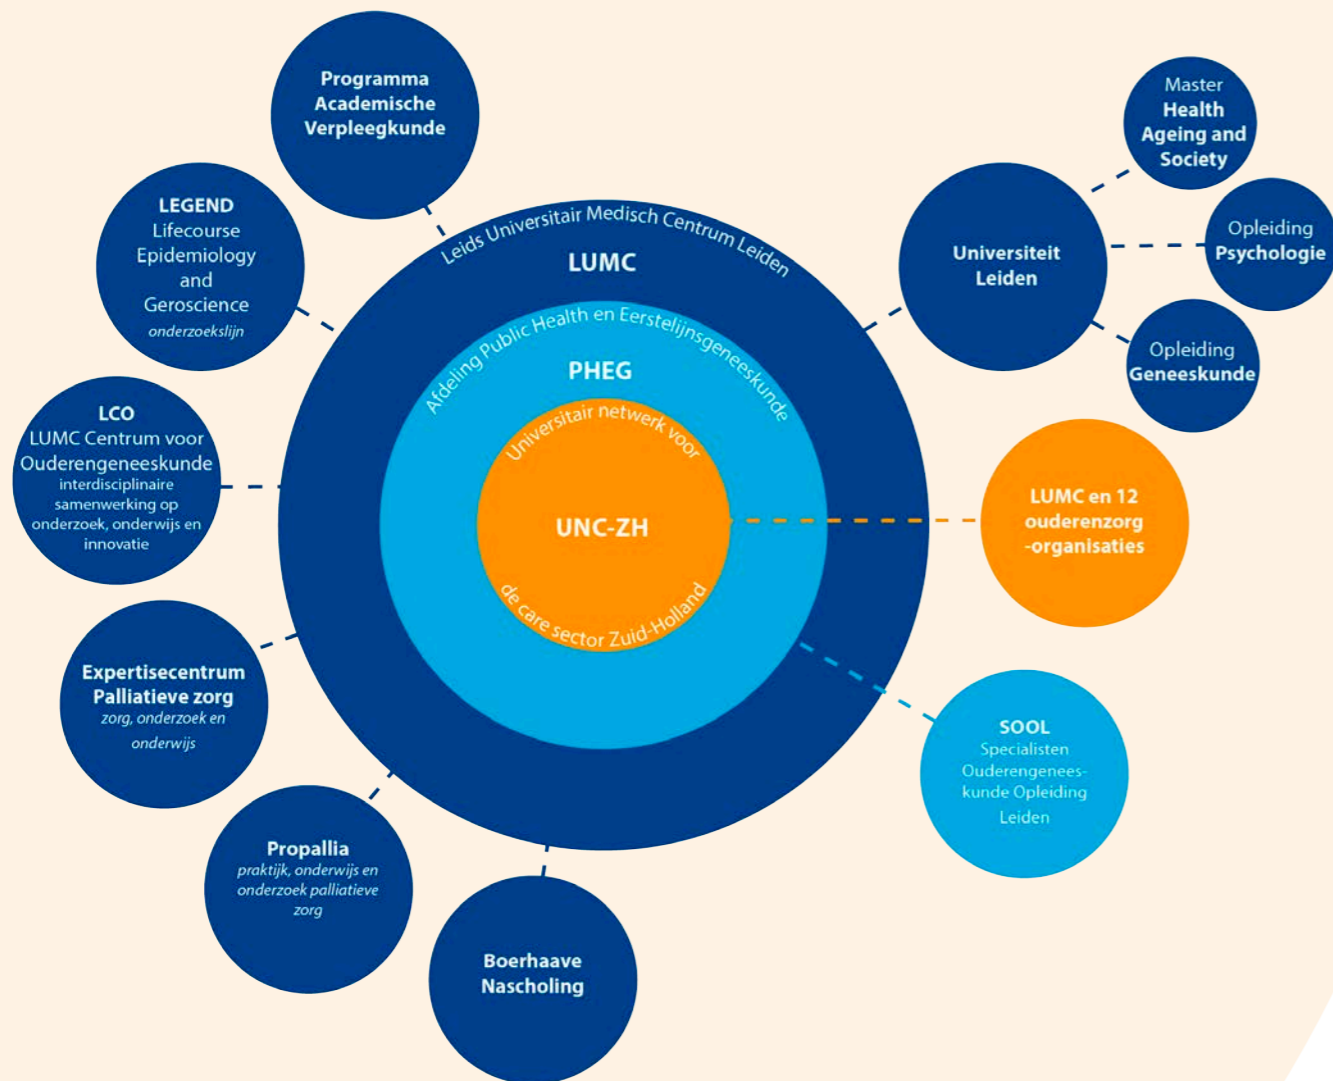 Programma
Academische
Verpleegkunde
LEGEND
Lifecourse
Epidemiology
and
Geroscience
onderzoekslijn
LCO
LUMC Centrum voor
Ouderengeneeskunde
interdisciplinaire
samenwerking op
onderzoek, onderwijs en
innovatie
Expertisecentrum
Palliatieve zorg
zorg, onderzoek en
onderwijs
Propallia
praktijk, onderwijs en
onderzoek palliatieve
zorg
Boerhaave
Nascholing
Leids Universitair Medisch Centrum Leiden
LUMC
Afdeling Public Health en Eerstelijnsgeneeskunde
PHEG
Universitair netwerk voor
UNC-ZH
de care sector Zuid-Holland
Universiteit
Leiden
Master
Health
Ageing and
Society
Opleiding
Psychologie
Opleiding
Geneeskunde
LUMC en 12
ouderenzorg
-organisaties
SOOL
Specialisten
Ouderengenees-
kunde Opleiding
Leiden